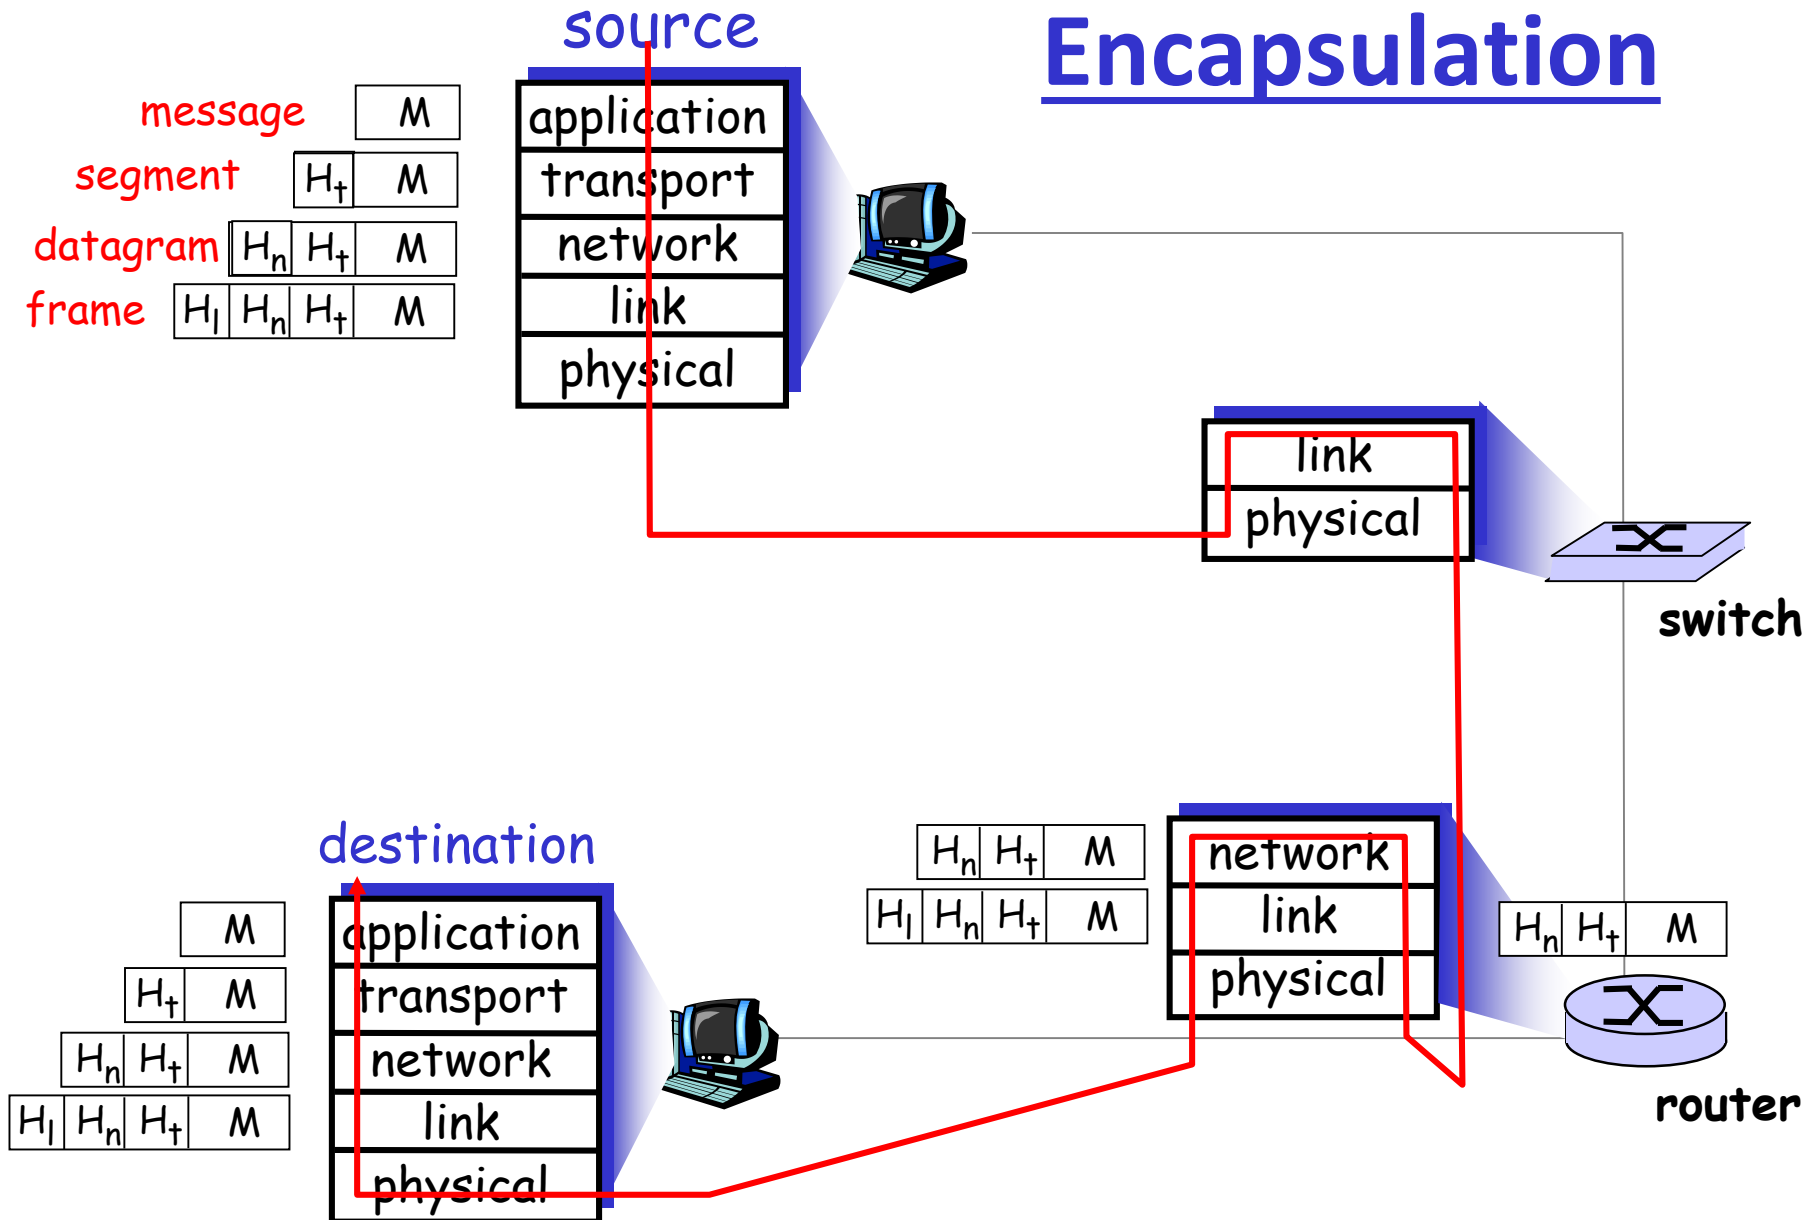 source
Encapsulation
message M
application
segment Ht M
transport
datagram Hn Ht M
network
frame Hl Hn Ht M
link
physical
link
physical
switch
destination
Hn Ht M
network
Hl Hn Ht M
link
Hn Ht M
physical
router
M
application
Ht M
transport
Hn Ht M
network
Hl Hn Ht M
link
physical